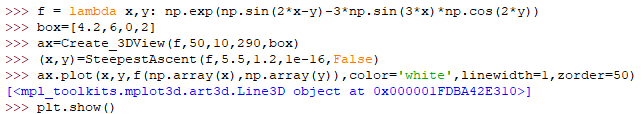 >>> f = lambda x,y: np.exp(np.sin(2*x-y)-3*np.sin(3*x)*np.cos(2*y))
>>> box=[4.2,6,0,2]
>>> ax=Create_3DView(f,50,10,290,box)
>>> (x,y)=SteepestAscent(f,5.5,1.2,1e-16,False)
>>> ax.plot(x,y,f(np.array(x),np.array(y)),color='white',linewidth=1,zorder=50)
[<mpl_toolkits.mplot3d.art3d.Line3D object at 0x000001FDBA42E310>]
>>> plt.show()